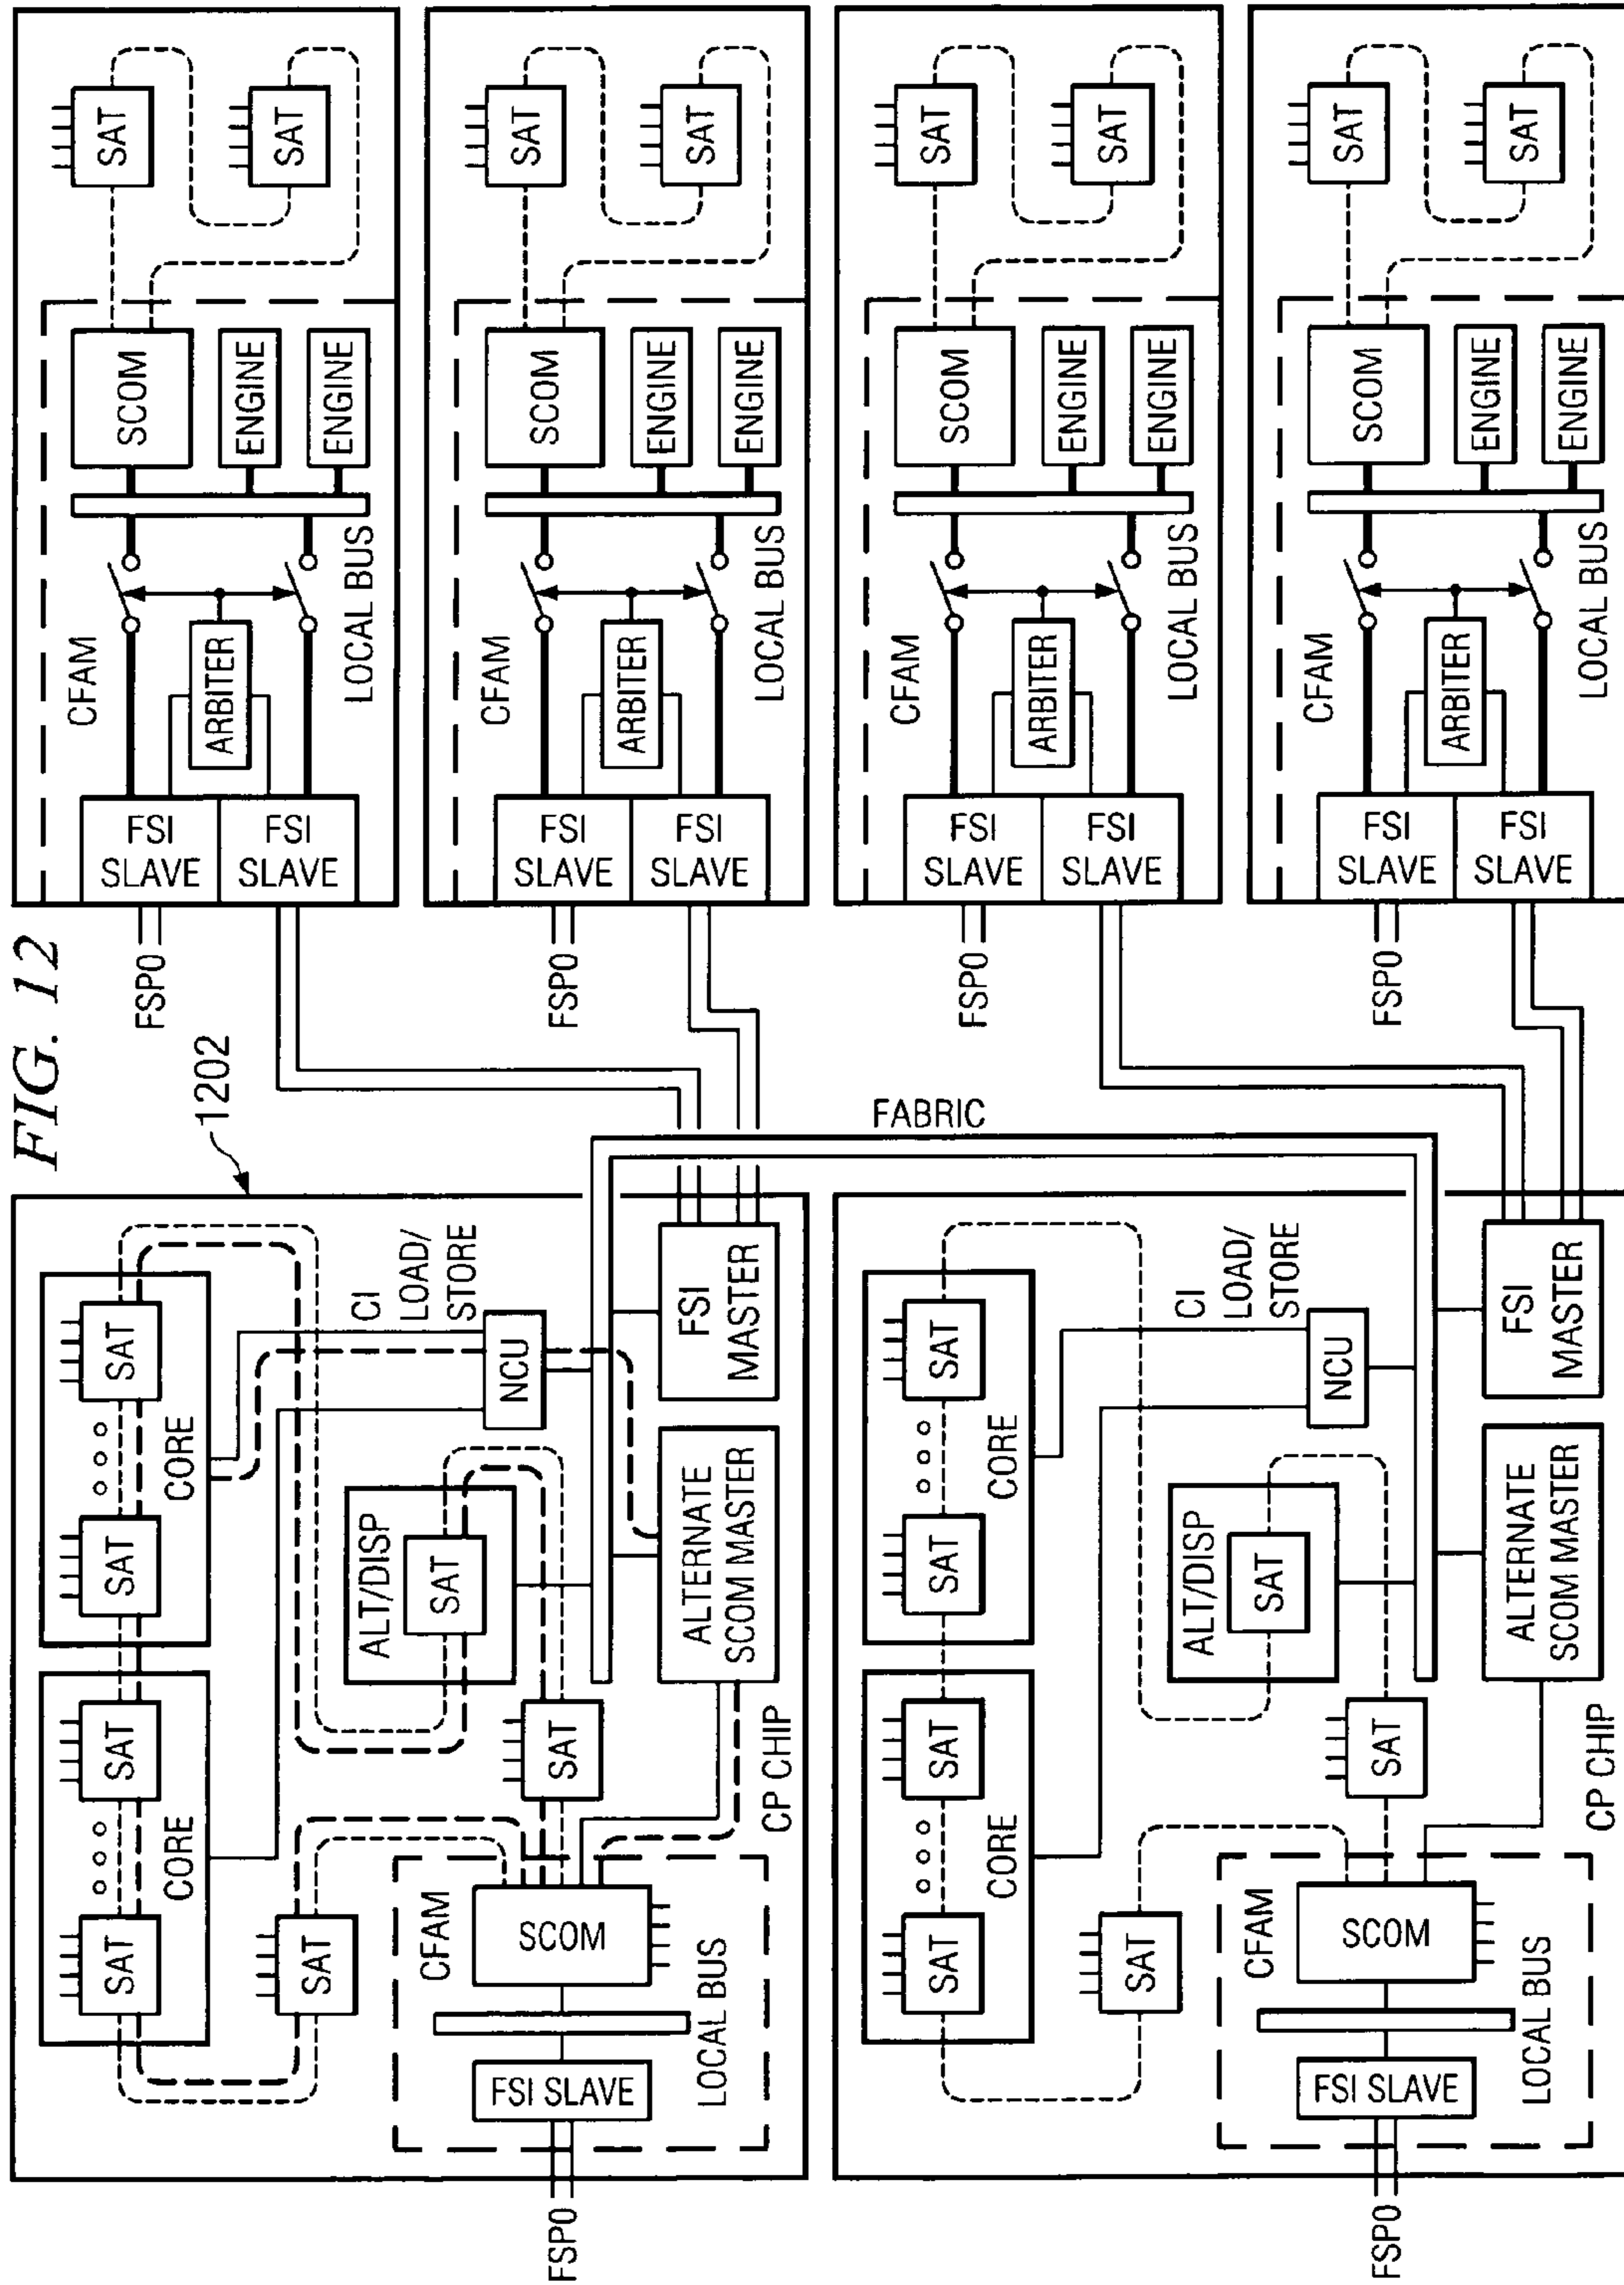 FIG. 12
1202
SAT
SAT
CORE
SAT
SAT
CORE
SAT
CI
LOAD/
STORE
NCU
ALT/DISP
SAT
SAT
CFAM
SCOM
FSI SLAVE
LOCAL BUS
FSP0
FSI
MASTER
ALTERNATE
SCOM MASTER
CP CHIP
FABRIC
SAT
SAT
CORE
SAT
SAT
CORE
SAT
CI
LOAD/
STORE
NCU
ALT/DISP
SAT
SAT
CFAM
SCOM
FSI SLAVE
LOCAL BUS
FSP0
FSI
MASTER
ALTERNATE
SCOM MASTER
CP CHIP
FSP0
FSI
SLAVE
FSI
SLAVE
CFAM
ARBITER
LOCAL BUS
SCOM
ENGINE
ENGINE
SAT
SAT
FSP0
FSI
SLAVE
FSI
SLAVE
CFAM
ARBITER
LOCAL BUS
SCOM
ENGINE
ENGINE
SAT
SAT
FSP0
FSI
SLAVE
FSI
SLAVE
CFAM
ARBITER
LOCAL BUS
SCOM
ENGINE
ENGINE
SAT
SAT
FSP0
FSI
SLAVE
FSI
SLAVE
CFAM
ARBITER
LOCAL BUS
SCOM
ENGINE
ENGINE
SAT
SAT